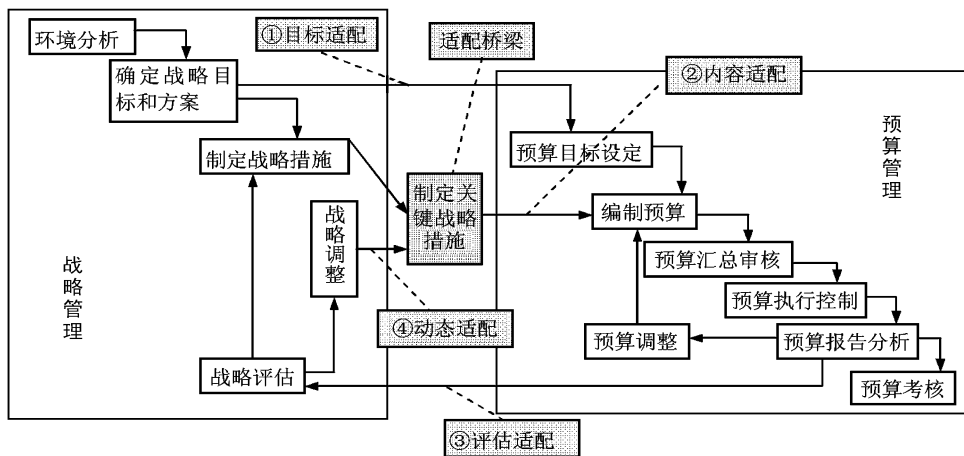 ①目标适配
适配桥梁
环境分析
②内容适配
确定战略目
标和方案
预算管理
制定战略措施
预算目标设定
制定关
键战略
措施
编制预算
战略调整
预算汇总审核
战略管理
预算执行控制
④动态适配
预算调整
预算报告分析
战略评估
预算考核
③评估适配